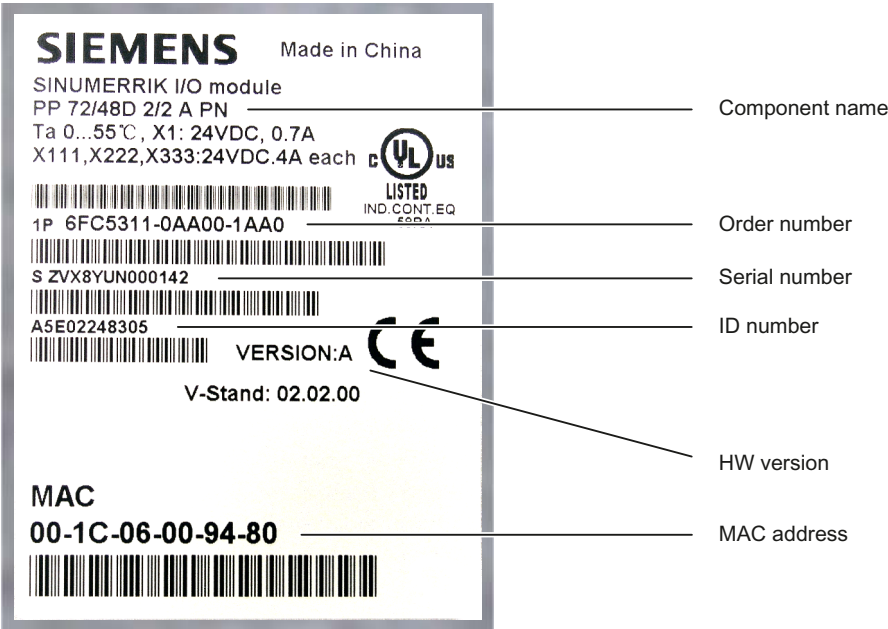 SIEMENS Made in China
SINUMERRIK I/O module
PP 72/48D 2/2 A PN
Component name
Ta 0...55℃, X1: 24VDC, 0.7A
X111,X222,X333:24VDC.4A each
C UL US
LISTED
IND.CONT.EQ
1P 6FC5311-0AA00-1AA0
Order number
S ZVX8YUN000142
Serial number
A5E02248305
ID number
VERSION:A CE
V-Stand: 02.02.00
HW version
MAC
00-1C-06-00-94-80
MAC address